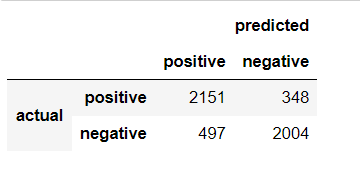 predicted
positive negative
actual positive 2151 348
negative 497 2004